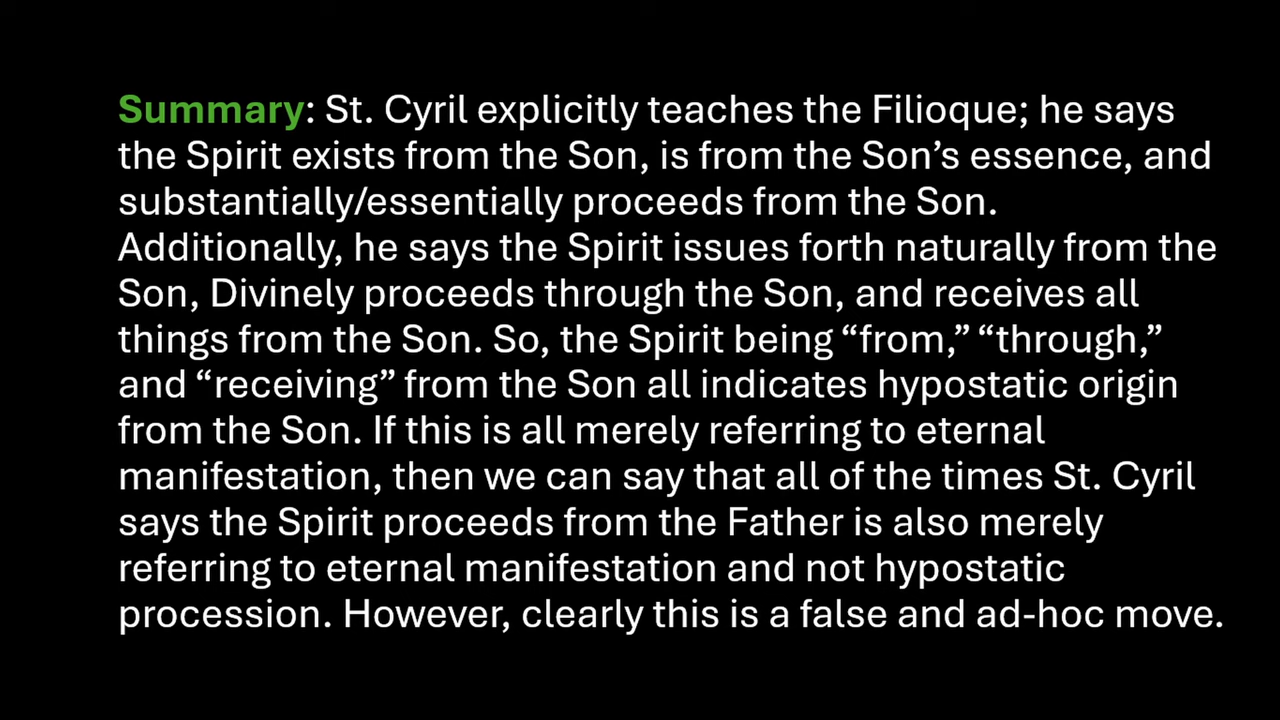 Summary: St. Cyril explicitly teaches the Filioque; he says
the Spirit exists from the Son, is from the Son’s essence, and
substantially/essentially proceeds from the Son.
Additionally, he says the Spirit issues forth naturally from the
Son, Divinely proceeds through the Son, and receives all
things from the Son. So, the Spirit being “from,” “through,”
and “receiving” from the Son all indicates hypostatic origin
from the Son. If this is all merely referring to eternal
manifestation, then we can say that all of the times St. Cyril
says the Spirit proceeds from the Father is also merely
referring to eternal manifestation and not hypostatic
procession. However, clearly this is a false and ad-hoc move.